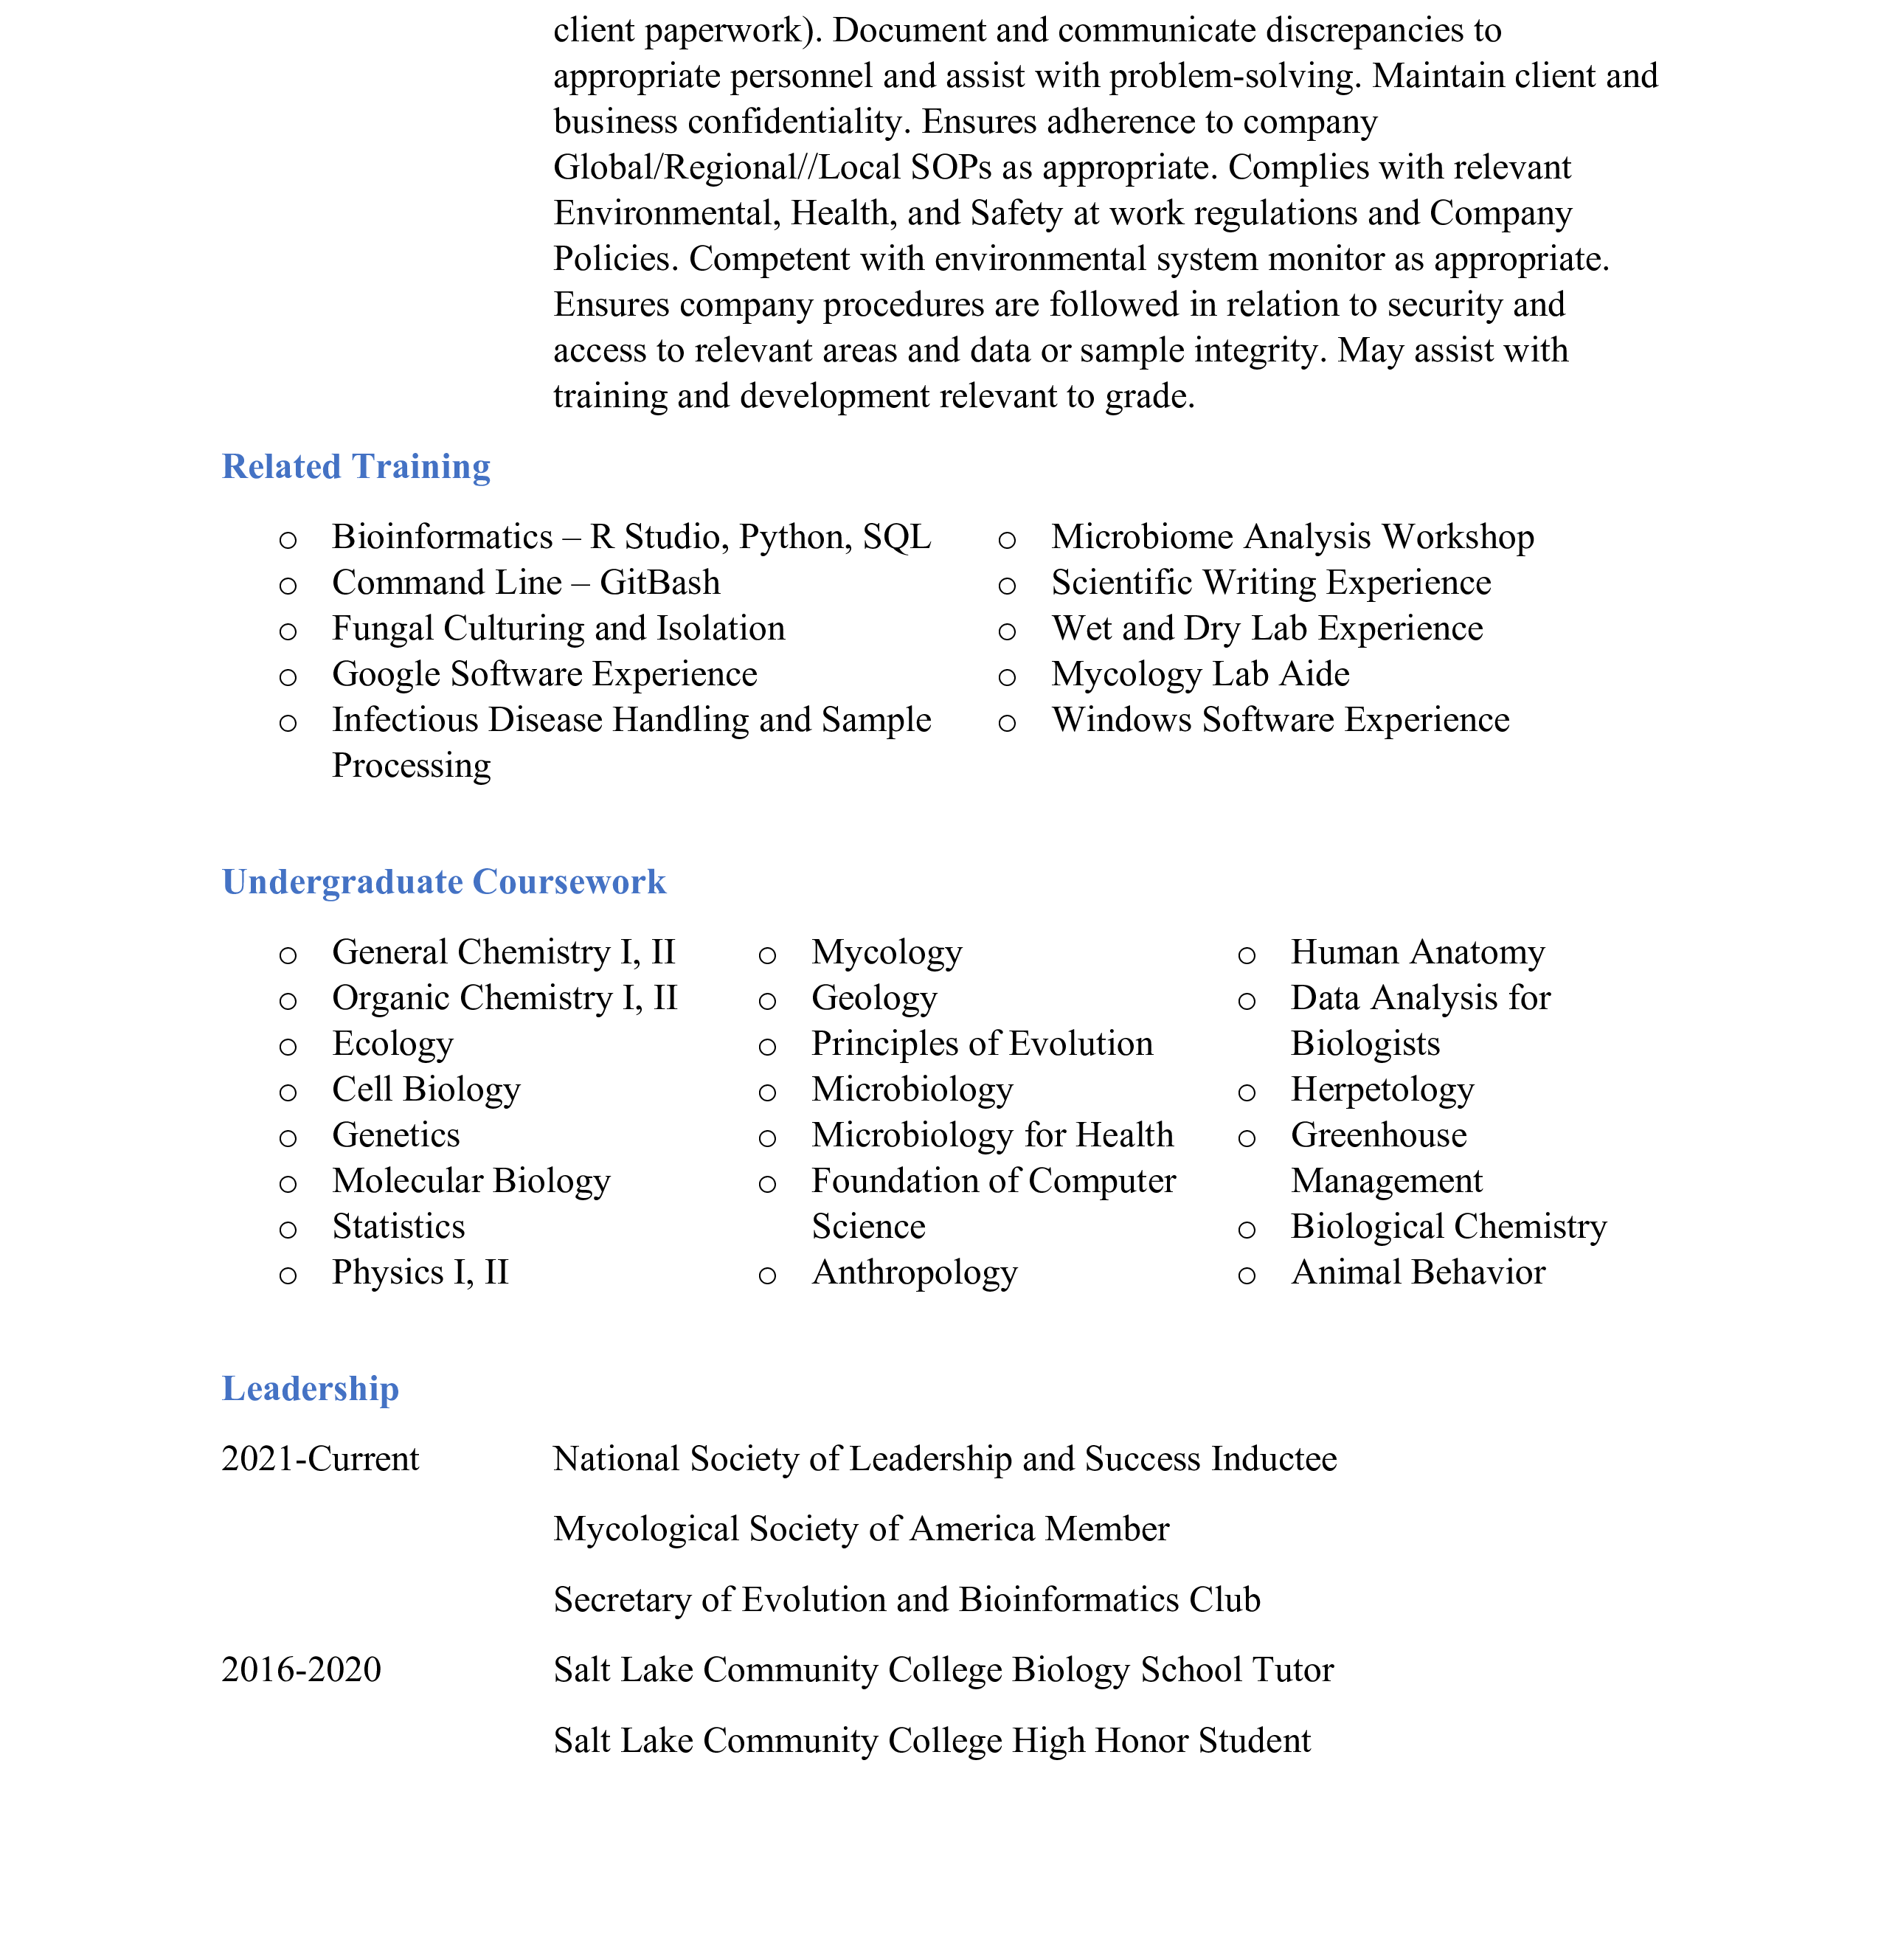 client paperwork). Document and communicate discrepancies to
appropriate personnel and assist with problem-solving. Maintain client and
business confidentiality. Ensures adherence to company
Global/Regional//Local SOPs as appropriate. Complies with relevant
Environmental, Health, and Safety at work regulations and Company
Policies. Competent with environmental system monitor as appropriate.
Ensures company procedures are followed in relation to security and
access to relevant areas and data or sample integrity. May assist with
training and development relevant to grade.
Related Training
○ Bioinformatics – R Studio, Python, SQL
○ Command Line – GitBash
○ Fungal Culturing and Isolation
○ Google Software Experience
○ Infectious Disease Handling and Sample
Processing
○ Microbiome Analysis Workshop
○ Scientific Writing Experience
○ Wet and Dry Lab Experience
○ Mycology Lab Aide
○ Windows Software Experience
Undergraduate Coursework
○ General Chemistry I, II
○ Organic Chemistry I, II
○ Ecology
○ Cell Biology
○ Genetics
○ Molecular Biology
○ Statistics
○ Physics I, II
○ Mycology
○ Geology
○ Principles of Evolution
○ Microbiology
○ Microbiology for Health
○ Foundation of Computer
Science
○ Anthropology
○ Human Anatomy
○ Data Analysis for
Biologists
○ Herpetology
○ Greenhouse
Management
○ Biological Chemistry
○ Animal Behavior
Leadership
2021-Current National Society of Leadership and Success Inductee
Mycological Society of America Member
Secretary of Evolution and Bioinformatics Club
2016-2020 Salt Lake Community College Biology School Tutor
Salt Lake Community College High Honor Student